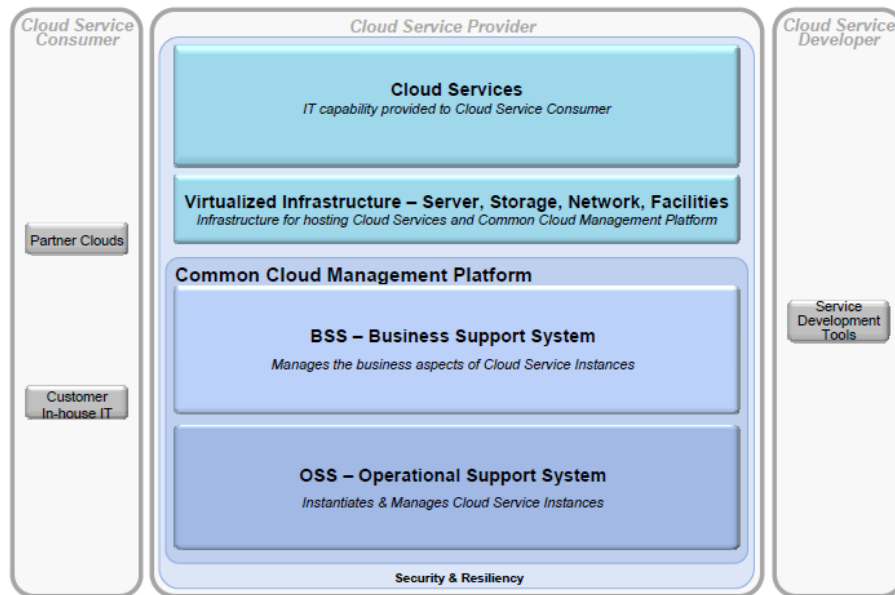 Cloud Service
Consumer
Partner Clouds
Customer
In-house IT
Cloud Service Provider
Cloud Services
IT capability provided to Cloud Service Consumer
Virtualized Infrastructure – Server, Storage, Network, Facilities
Infrastructure for hosting Cloud Services and Common Cloud Management Platform
Common Cloud Management Platform
BSS – Business Support System
Manages the business aspects of Cloud Service Instances
OSS – Operational Support System
Instantiates & Manages Cloud Service Instances
Security & Resiliency
Cloud Service
Developer
Service
Development
Tools